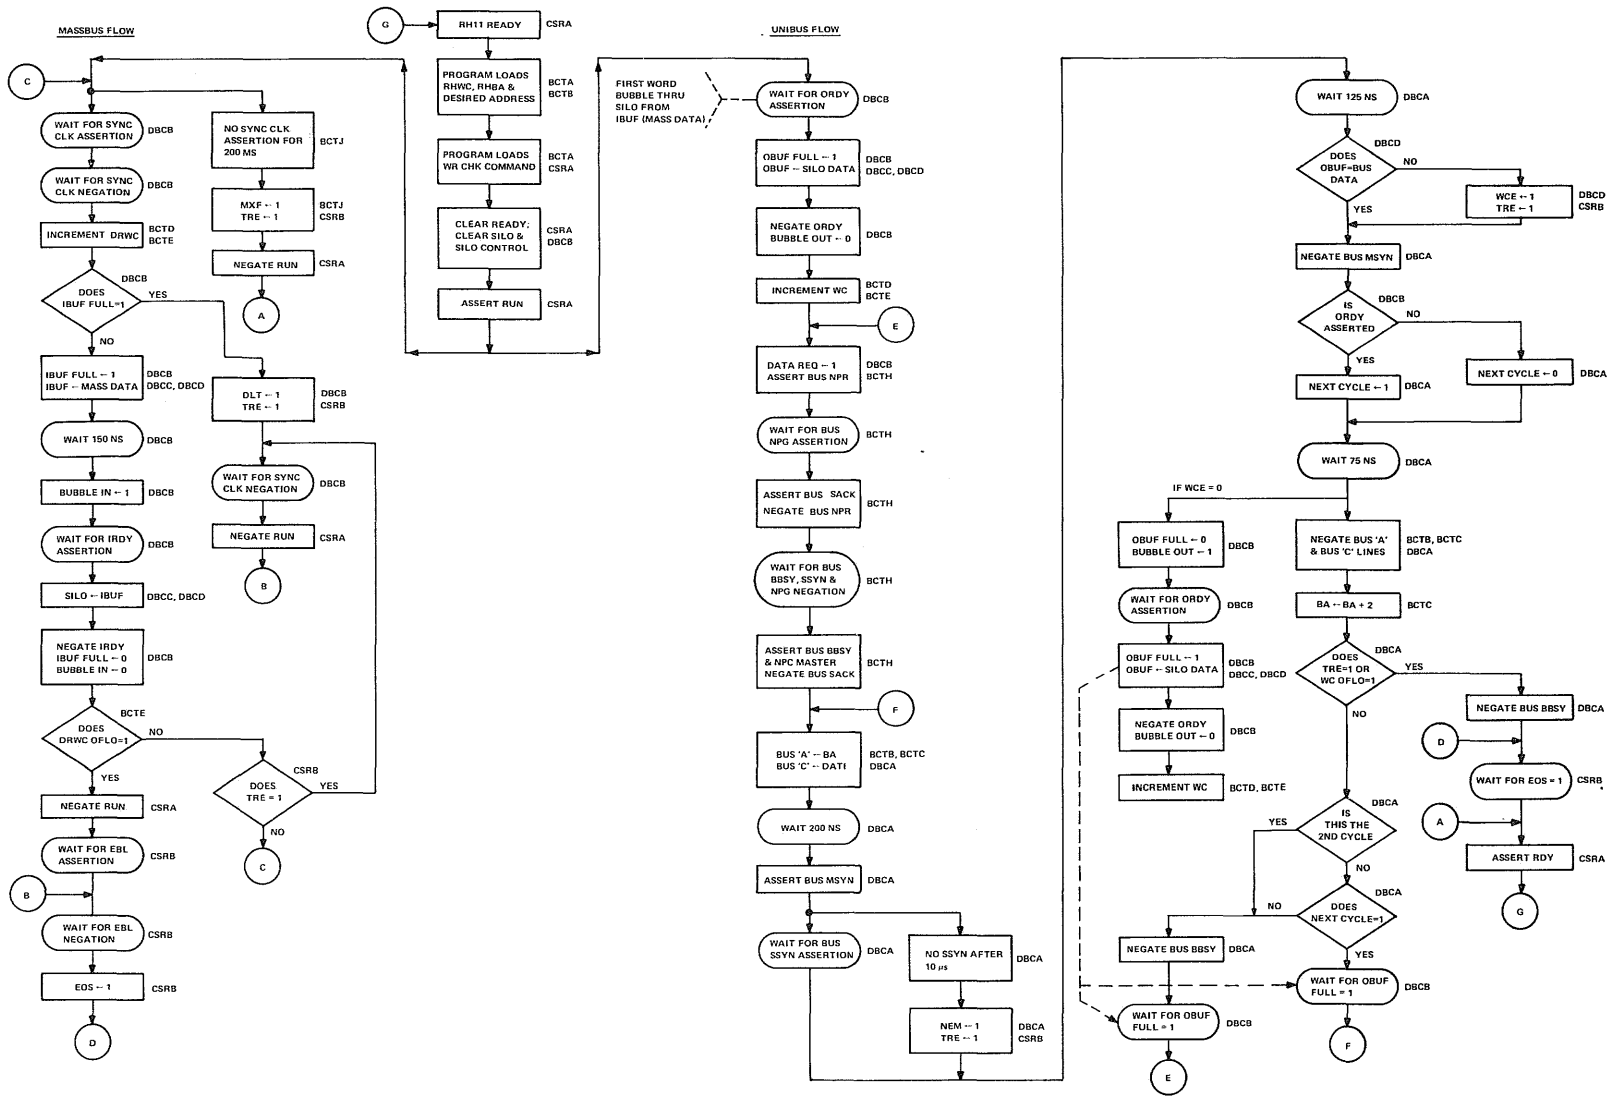 MASSBUS FLOW
C
WAIT FOR SYNC
CLK ASSERTION
DBCB
WAIT FOR SYNC
CLK NEGATION
DBCB
INCREMENT DRWC
BCTD
BCTE
DBCB
DOES
IBUF FULL=1
YES
NO
IBUF FULL ← 1
IBUF ← MASS DATA
DBCB
DBCC, DBCD
WAIT 150 NS
DBCB
BUBBLE IN ← 1
DBCB
WAIT FOR IRDY
ASSERTION
DBCB
SILO ← IBUF
DBCC, DBCD
NEGATE IRDY
IBUF FULL ← 0
BUBBLE IN ← 0
DBCB
BCTE
DOES
DRWC OFLO=1
NO
YES
NEGATE RUN
CSRA
WAIT FOR EBL
ASSERTION
CSRB
B
WAIT FOR EBL
NEGATION
CSRB
EOS ← 1
CSRB
D
NO SYNC CLK
ASSERTION FOR
200 MS
BCTJ
MXF ← 1
TRE ← 1
BCTJ
CSRB
NEGATE RUN
CSRA
A
DLT ← 1
TRE ← 1
DBCB
CSRB
WAIT FOR SYNC
CLK NEGATION
DBCB
NEGATE RUN
CSRA
B
CSRB
DOES
TRE = 1
YES
NO
C
G
RH11 READY
CSRA
PROGRAM LOADS
RHWC, RHBA &
DESIRED ADDRESS
BCTA
BCTB
PROGRAM LOADS
WR CHK COMMAND
BCTA
CSRA
CLEAR READY;
CLEAR SILO &
SILO CONTROL
CSRA
DBCB
ASSERT RUN
CSRA
UNIBUS FLOW
FIRST WORD
BUBBLE THRU
SILO FROM
IBUF (MASS DATA)
WAIT FOR ORDY
ASSERTION
DBCB
OBUF FULL ← 1
OBUF ← SILO DATA
DBCB
DBCC, DBCD
NEGATE ORDY
BUBBLE OUT ← 0
DBCB
INCREMENT WC
BCTD
BCTE
E
DATA REQ ← 1
ASSERT BUS NPR
DBCB
BCTH
WAIT FOR BUS
NPG ASSERTION
BCTH
ASSERT BUS SACK
NEGATE BUS NPR
BCTH
WAIT FOR BUS
BBSY, SSYN &
NPG NEGATION
BCTH
ASSERT BUS BBSY
& NPC MASTER
NEGATE BUS SACK
BCTH
F
BUS 'A' ← BA
BUS 'C' ← DATE
BCTB, BCTC
DBCA
WAIT 200 NS
DBCA
ASSERT BUS MSYN
DBCA
WAIT FOR BUS
SSYN ASSERTION
DBCA
NO SSYN AFTER
10 μs
DBCA
NEM ← 1
TRE ← 1
DBCA
CSRB
WAIT 125 NS
DBCA
DBCD
DOES
OBUF=BUS
DATA
NO
YES
WCE ← 1
TRE ← 1
DBCD
CSRB
NEGATE BUS MSYN
DBCA
DBCB
IS
ORDY
ASSERTED
NO
YES
NEXT CYCLE ← 1
DBCA
NEXT CYCLE ← 0
DBCA
WAIT 75 NS
DBCA
IF WCE = 0
OBUF FULL ← 0
BUBBLE OUT ← 1
DBCB
WAIT FOR ORDY
ASSERTION
DBCB
OBUF FULL ← 1
OBUF ← SILO DATA
DBCB
DBCC, DBCD
NEGATE ORDY
BUBBLE OUT ← 0
DBCB
INCREMENT WC
BCTD, BCTE
NEGATE BUS 'A'
& BUS 'C' LINES
BCTB, BCTC
DBCA
BA ← BA + 2
BCTC
DBCA
DOES
TRE=1 OR
WC OFLO=1
YES
NO
NEGATE BUS BBSY
DBCA
D
WAIT FOR EOS = 1
CSRB
A
ASSERT RDY
CSRA
G
DBCA
IS
THIS THE
2ND CYCLE
YES
NO
DBCA
DOES
NEXT CYCLE=1
NO
YES
NEGATE BUS BBSY
DBCA
WAIT FOR OBUF
FULL = 1
DBCB
E
WAIT FOR OBUF
FULL = 1
DBCB
F